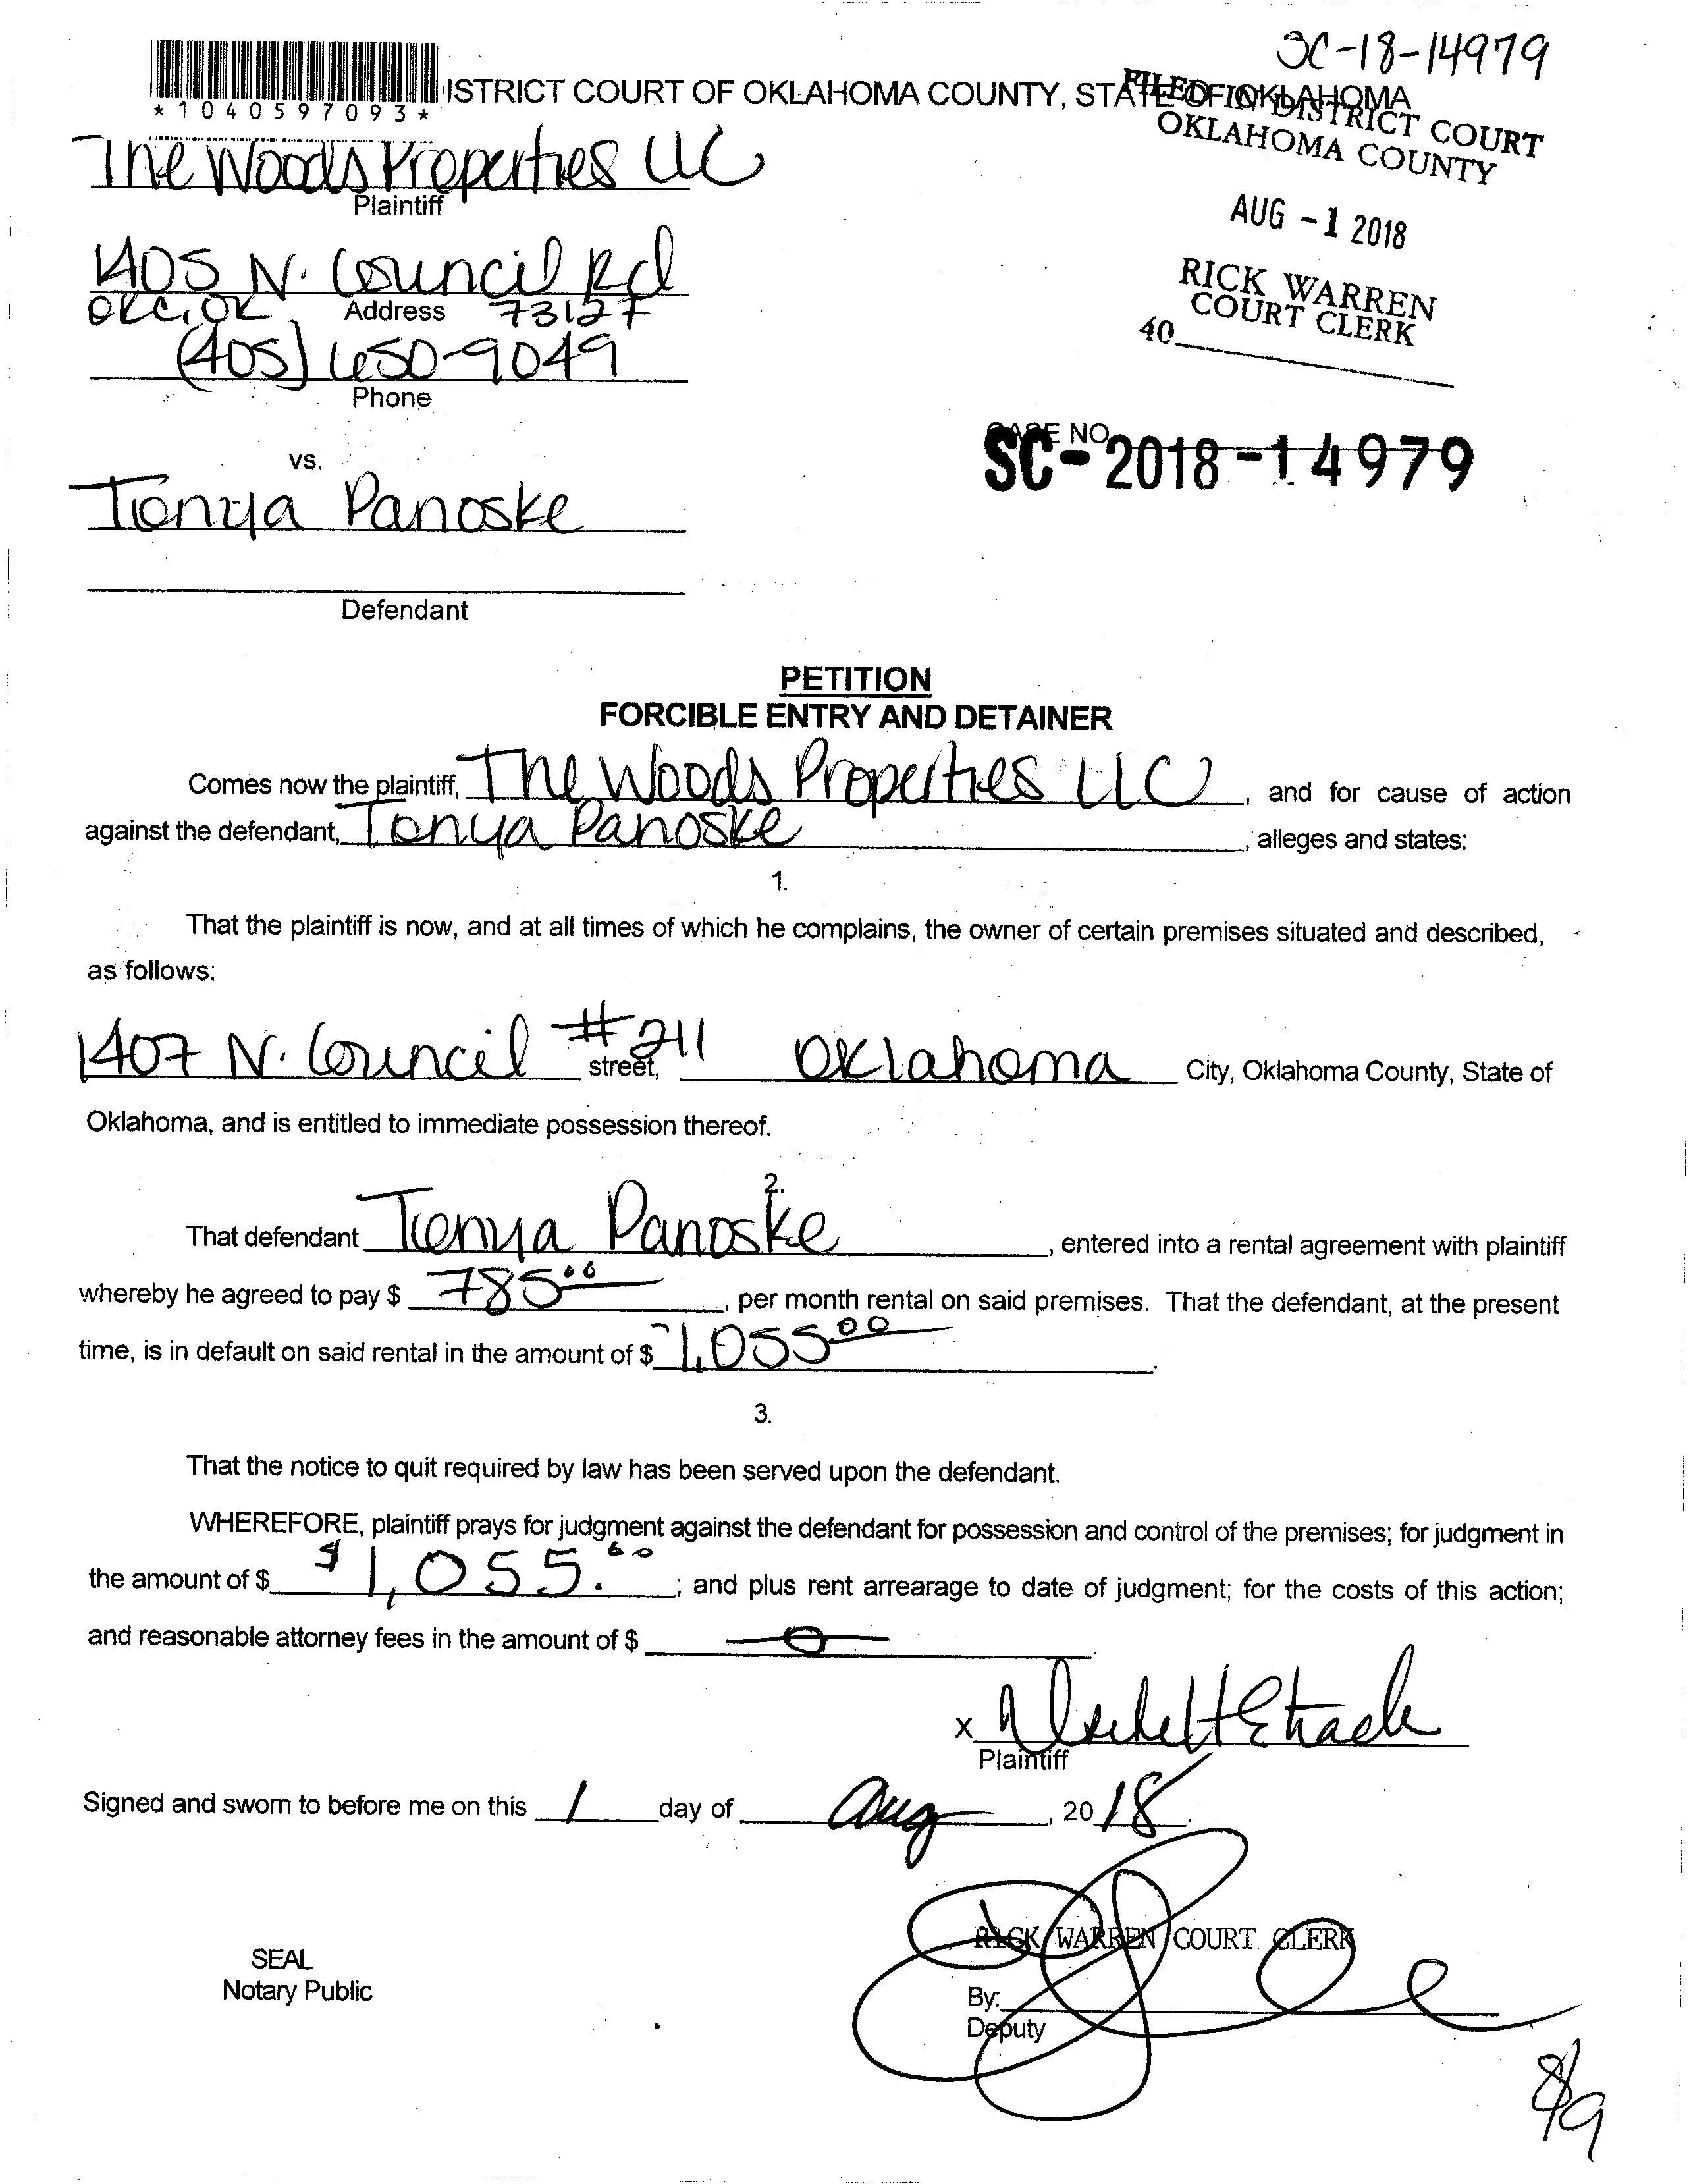 SC-18-14979
*1040597093*
ISTRICT COURT OF OKLAHOMA COUNTY, STATE OF OKLAHOMA
FILED IN DISTRICT COURT
OKLAHOMA COUNTY
The Woods Properties LLC
Plaintiff
AUG -1 2018
1405 N. Council Rd
OKC, OK Address 73127
RICK WARREN
COURT CLERK
40
(405) 650-9049
Phone
CASE NO.
SC-2018-14979
vs.
Tonya Panoske
Defendant
PETITION
FORCIBLE ENTRY AND DETAINER
Comes now the plaintiff, The Woods Properties LLC, and for cause of action
against the defendant, Tonya Panoske, alleges and states:
1.
That the plaintiff is now, and at all times of which he complains, the owner of certain premises situated and described,
as follows:
1407 N. Council #211 street, Oklahoma City, Oklahoma County, State of
Oklahoma, and is entitled to immediate possession thereof.
2.
That defendant Tonya Panoske, entered into a rental agreement with plaintiff
whereby he agreed to pay $ 785.00, per month rental on said premises. That the defendant, at the present
time, is in default on said rental in the amount of $ 1,055.00.
3.
That the notice to quit required by law has been served upon the defendant.
WHEREFORE, plaintiff prays for judgment against the defendant for possession and control of the premises; for judgment in
the amount of $ $1,055.00; and plus rent arrearage to date of judgment; for the costs of this action;
and reasonable attorney fees in the amount of $ 0.
x
Plaintiff
Signed and sworn to before me on this 1 day of Aug, 2018.
RICK WARREN COURT CLERK
SEAL
Notary Public
By:
Deputy
8/9